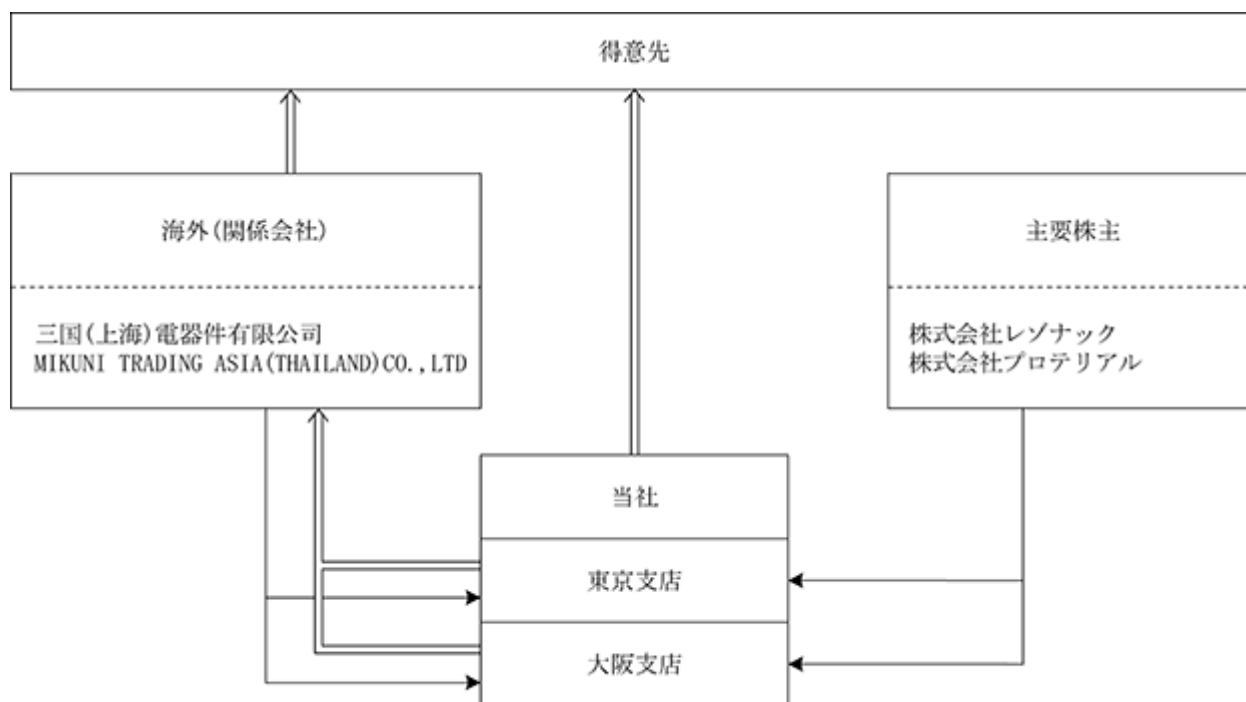 得意先
海外(関係会社)
三国(上海)電器件有限公司
MIKUNI TRADING ASIA(THAILAND)CO.,LTD
主要株主
株式会社レゾナック
株式会社プロテリアル
当社
東京支店
大阪支店